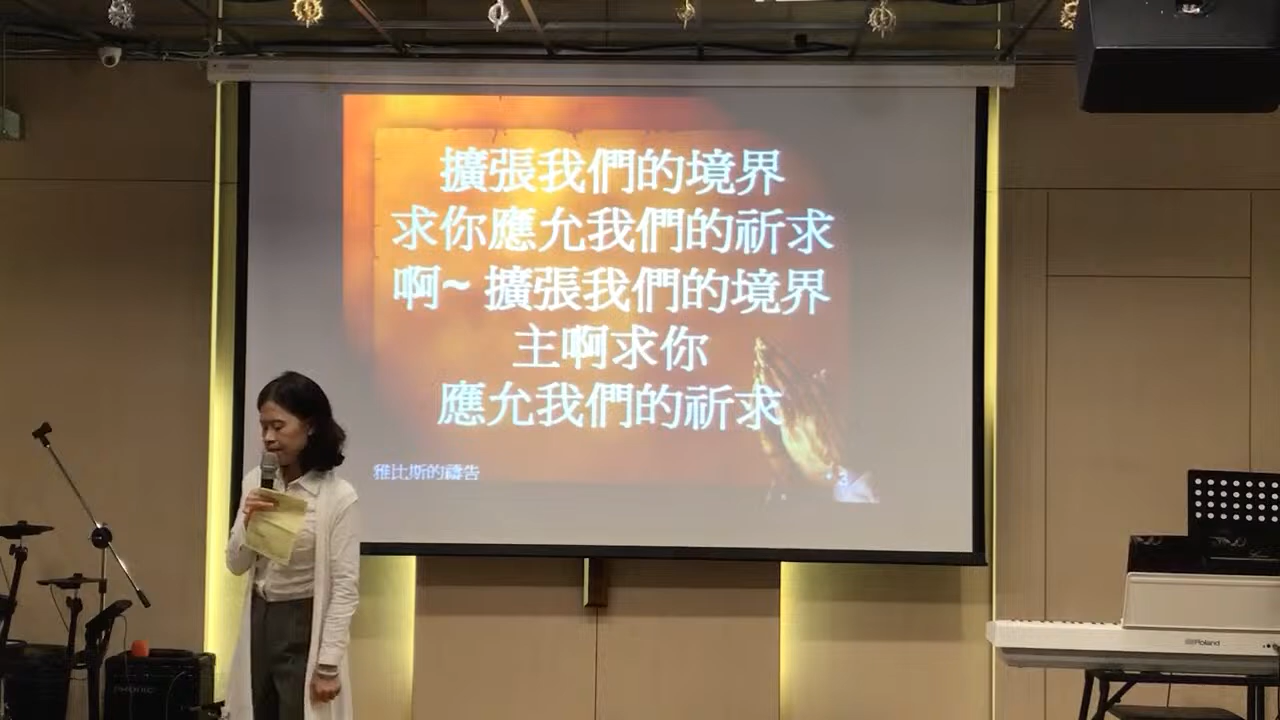 擴張我們的境界
求你應允我們的祈求
啊~ 擴張我們的境界
主啊求你
應允我們的祈求
雅比斯的禱告
3
Roland